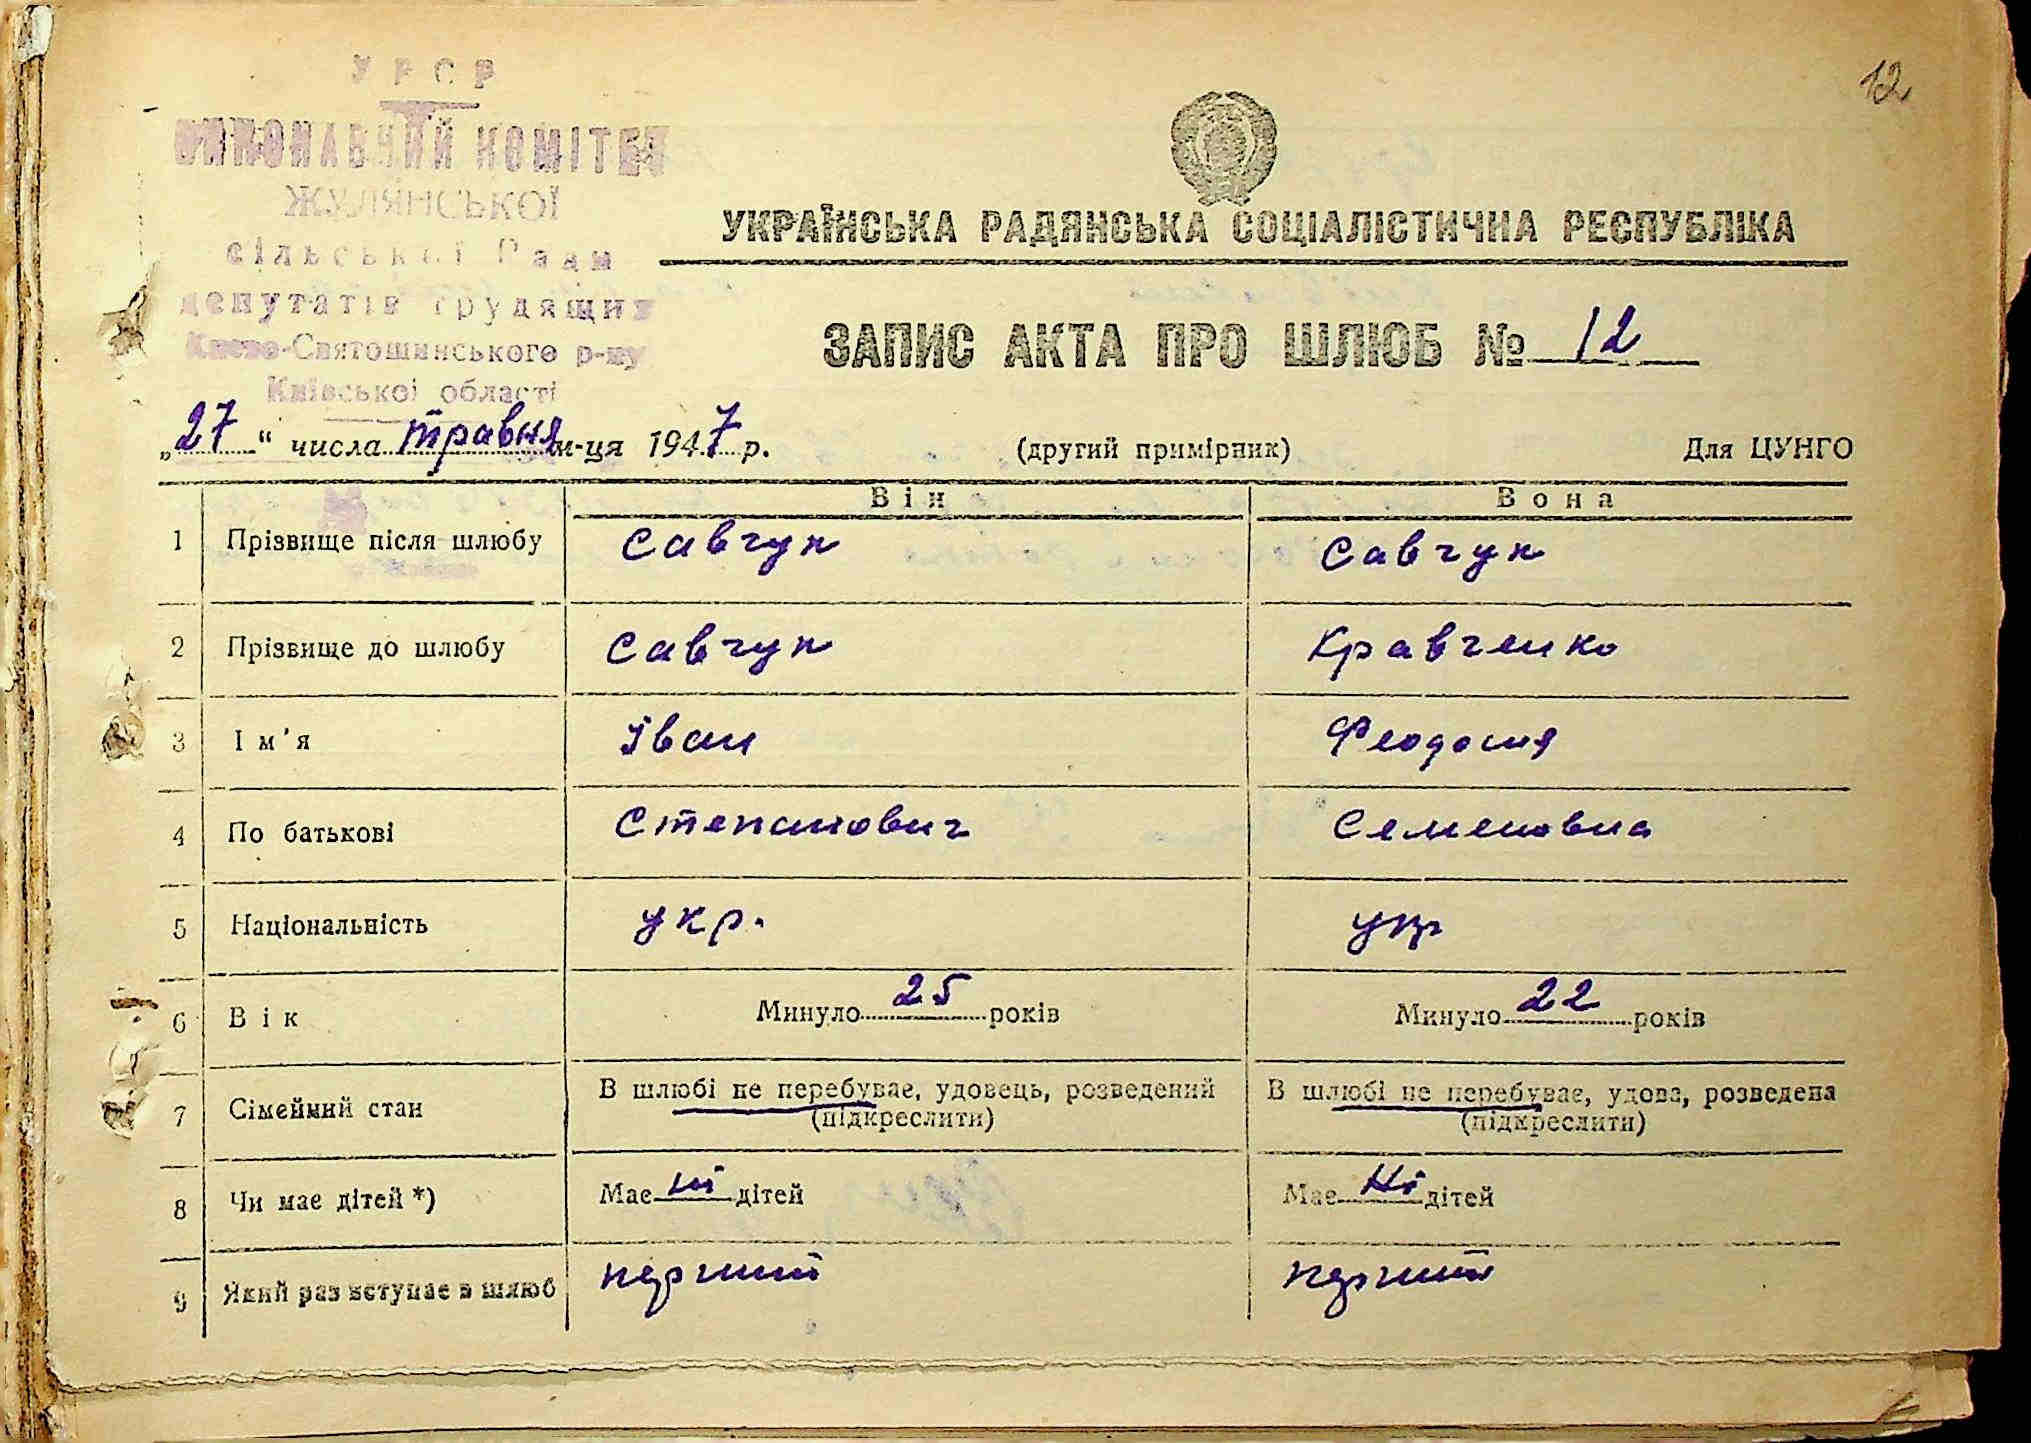 12
УРСР
ВИКОНАВЧИЙ КОМІТЕТ
ЖУЛЯНСЬКОЇ
сільської Ради
депутатів трудящих
Києво-Святошинського р-ну
Київської області
УКРАЇНСЬКА РАДЯНСЬКА СОЦІАЛІСТИЧНА РЕСПУБЛІКА
ЗАПИС АКТА ПРО ШЛЮБ № 12
„27“ числа травня м-ця 1947 р. (другий примірник) Для ЦУНГО
Він Вона
1 Прізвище після шлюбу Савчук Савчук
2 Прізвище до шлюбу Савчук Кравченко
3 Ім'я Іван Феодосия
4 По батькові Степанович Семеновна
5 Національність укр. укр
6 Вік Минуло 25 років Минуло 22 років
7 Сімейний стан В шлюбі не перебуває, удовець, розведений В шлюбі не перебуває, удова, розведена
(підкреслити) (підкреслити)
8 Чи має дітей *) Має ні дітей Має ні дітей
9 Який раз вступає в шлюб перший перший